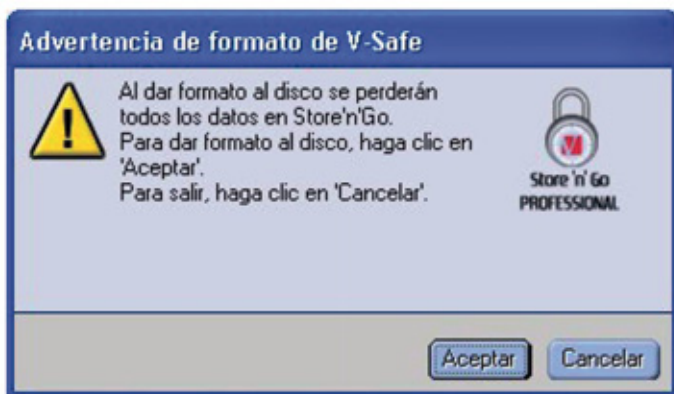 Advertencia de formato de V-Safe
Al dar formato al disco se perderán
todos los datos en Store'n'Go.
Para dar formato al disco, haga clic en
'Aceptar'.
Para salir, haga clic en 'Cancelar'.
V
Store 'n' Go
PROFESSIONAL
Aceptar
Cancelar